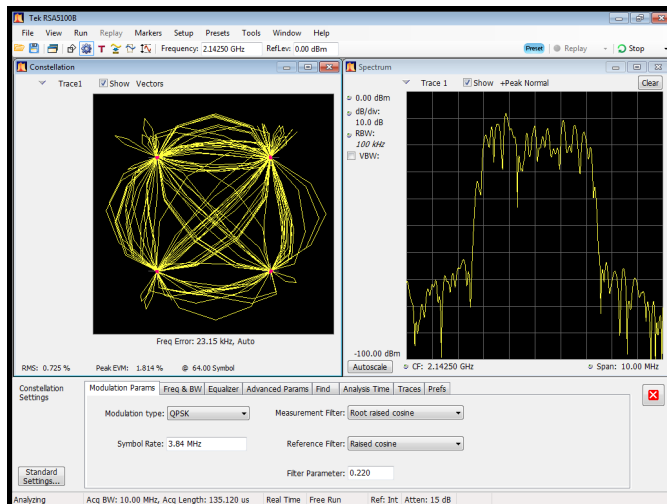 Tek RSA5100B
File View Run Replay Markers Setup Presets Tools Window Help
T Frequency: 2.14250 GHz RefLev: 0.00 dBm Preset Replay Stop
Constellation
Trace1 Show Vectors
Freq Error: 23.15 kHz, Auto
RMS: 0.725 % Peak EVM: 1.814 % @ 64.00 Symbol
Spectrum
Trace 1 Show +Peak Normal Clear
0.00 dBm
dB/div:
10.0 dB
RBW:
100 kHz
VBW:
-100.00 dBm
Autoscale CF: 2.14250 GHz Span: 10.00 MHz
Constellation
Settings
Modulation Params Freq & BW Equalizer Advanced Params Find Analysis Time Traces Prefs
Modulation type: QPSK Measurement Filter: Root raised cosine
Symbol Rate: 3.84 MHz Reference Filter: Raised cosine
Filter Parameter: 0.220
Standard
Settings...
Analyzing Acq BW: 10.00 MHz, Acq Length: 135.120 us Real Time Free Run Ref: Int Atten: 15 dB